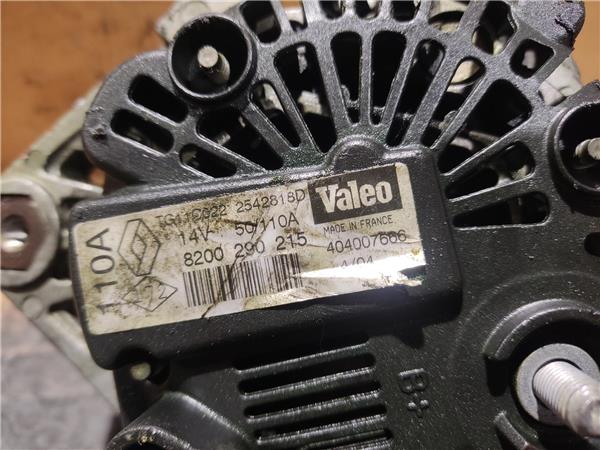 110A
TG11C022 2542818D
14V 50/110A
8200 290 215
Valeo
MADE IN FRANCE
404007666
B+